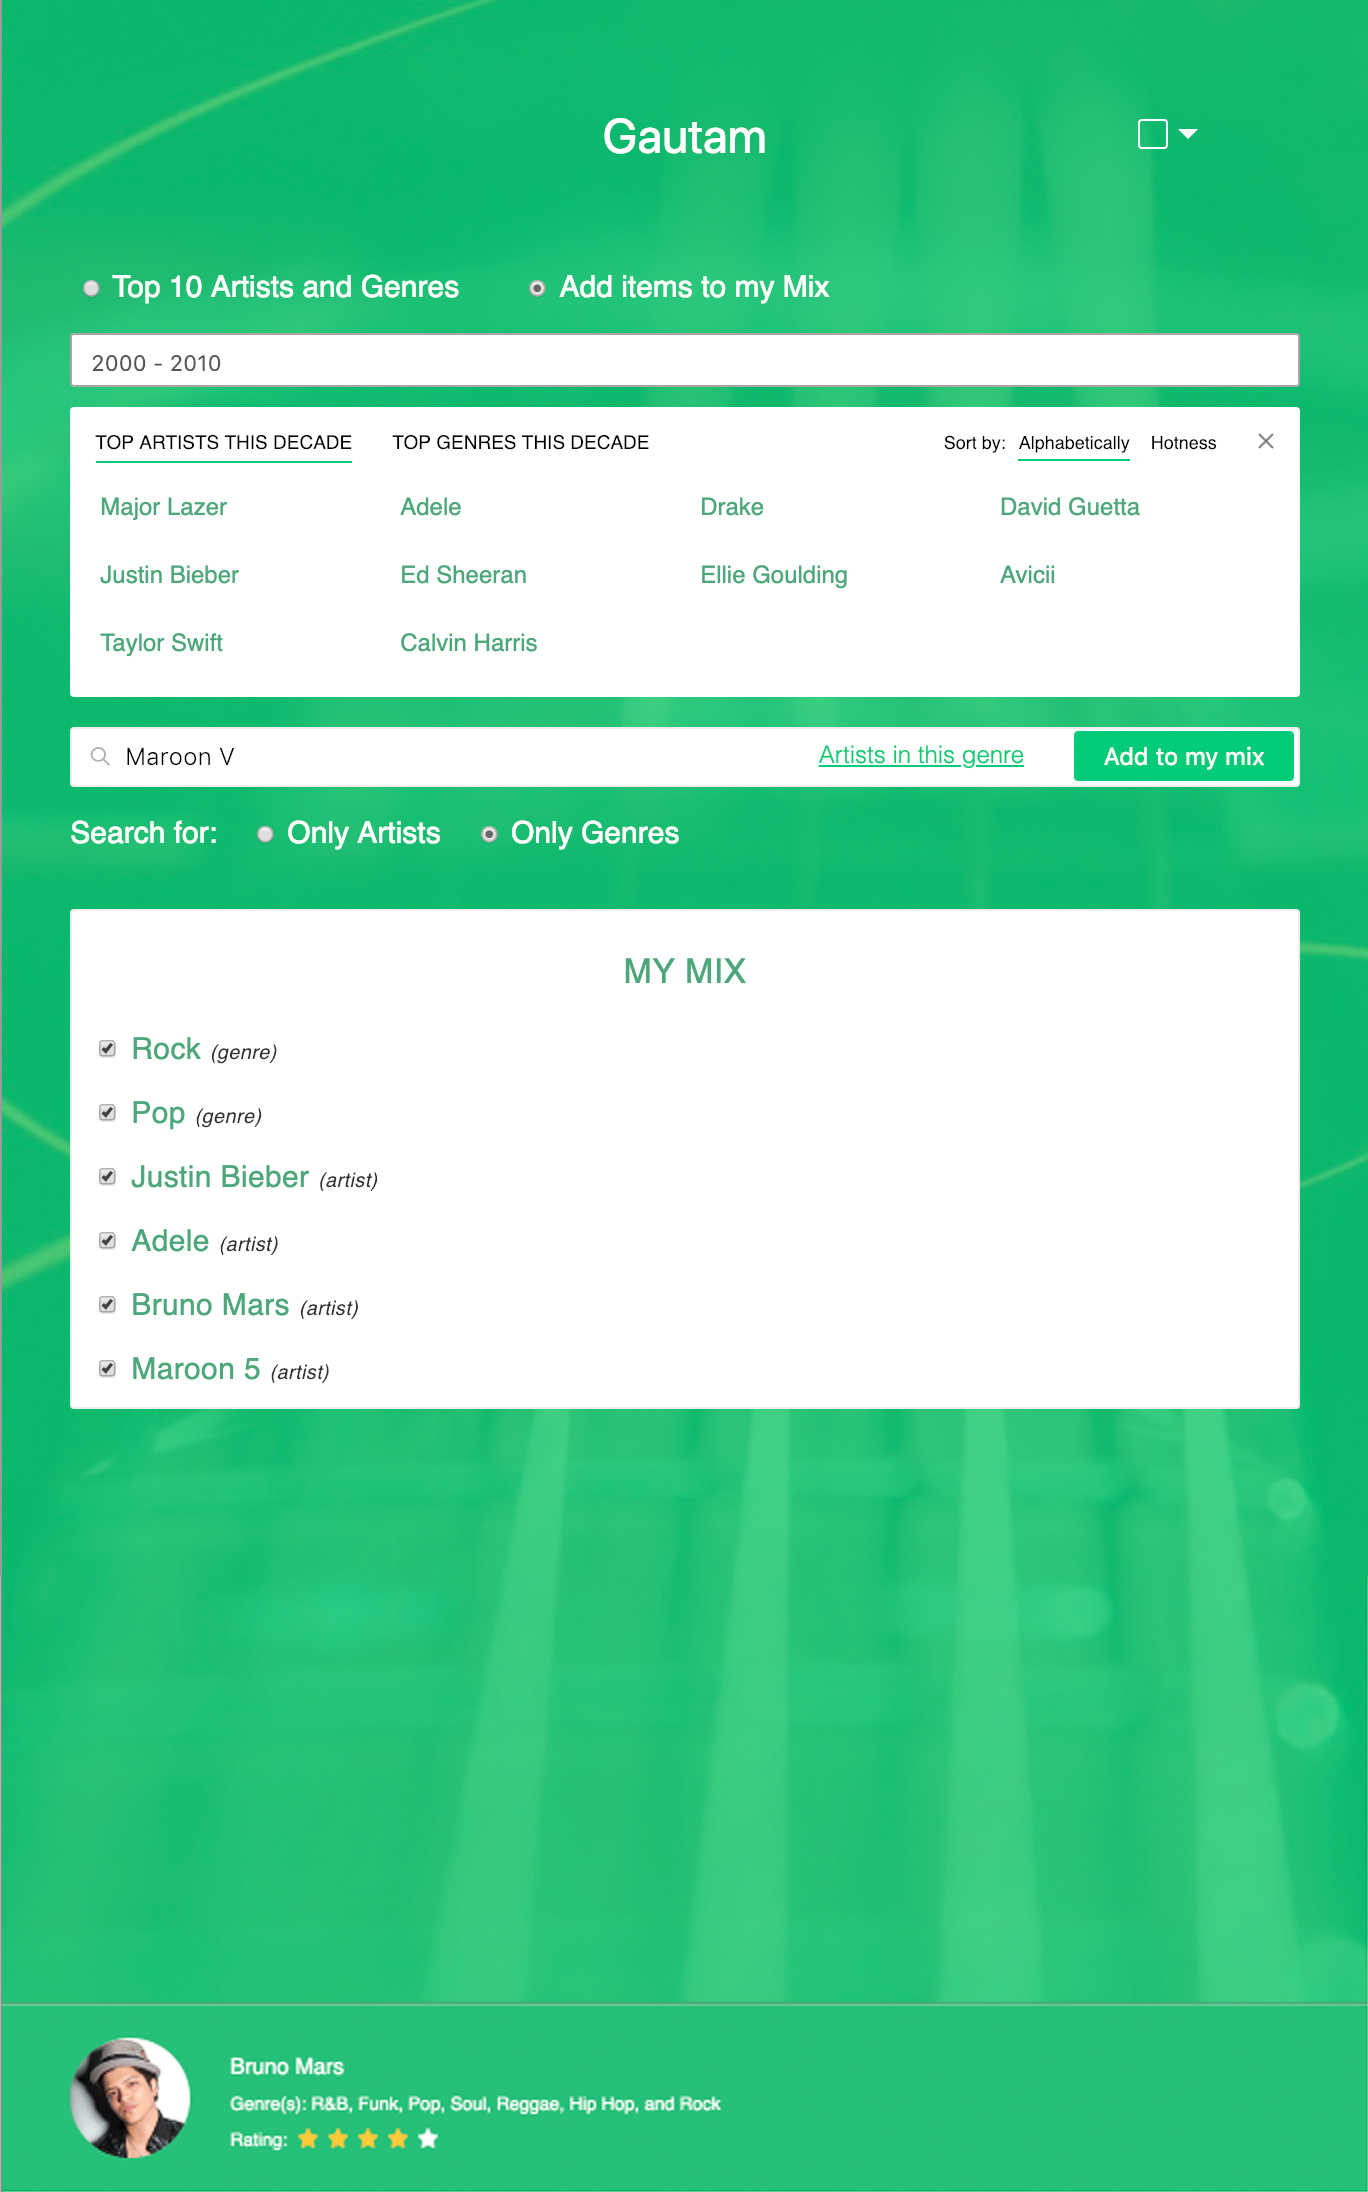 Gautam
Top 10 Artists and Genres Add items to my Mix
2000 - 2010
TOP ARTISTS THIS DECADE TOP GENRES THIS DECADE Sort by: Alphabetically Hotness
Major Lazer Adele Drake David Guetta
Justin Bieber Ed Sheeran Ellie Goulding Avicii
Taylor Swift Calvin Harris
Maroon V Artists in this genre Add to my mix
Search for: Only Artists Only Genres
MY MIX
Rock (genre)
Pop (genre)
Justin Bieber (artist)
Adele (artist)
Bruno Mars (artist)
Maroon 5 (artist)
Bruno Mars
Genre(s): R&B, Funk, Pop, Soul, Reggae, Hip Hop, and Rock
Rating: